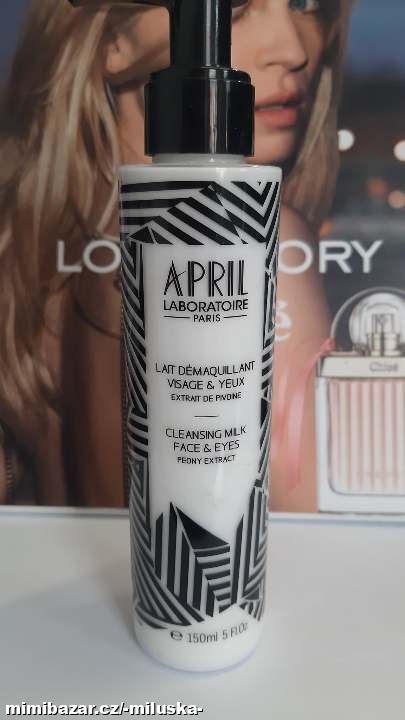 APRIL
LABORATOIRE
PARIS
LAIT DÉMAQUILLANT
VISAGE & YEUX
EXTRAIT DE PIVOINE
CLEANSING MILK
FACE & EYES
PEONY EXTRACT
℮ 150ml 5 Fl.Oz
LO
ORY
Chloé
mimibazar.cz/-miluska-